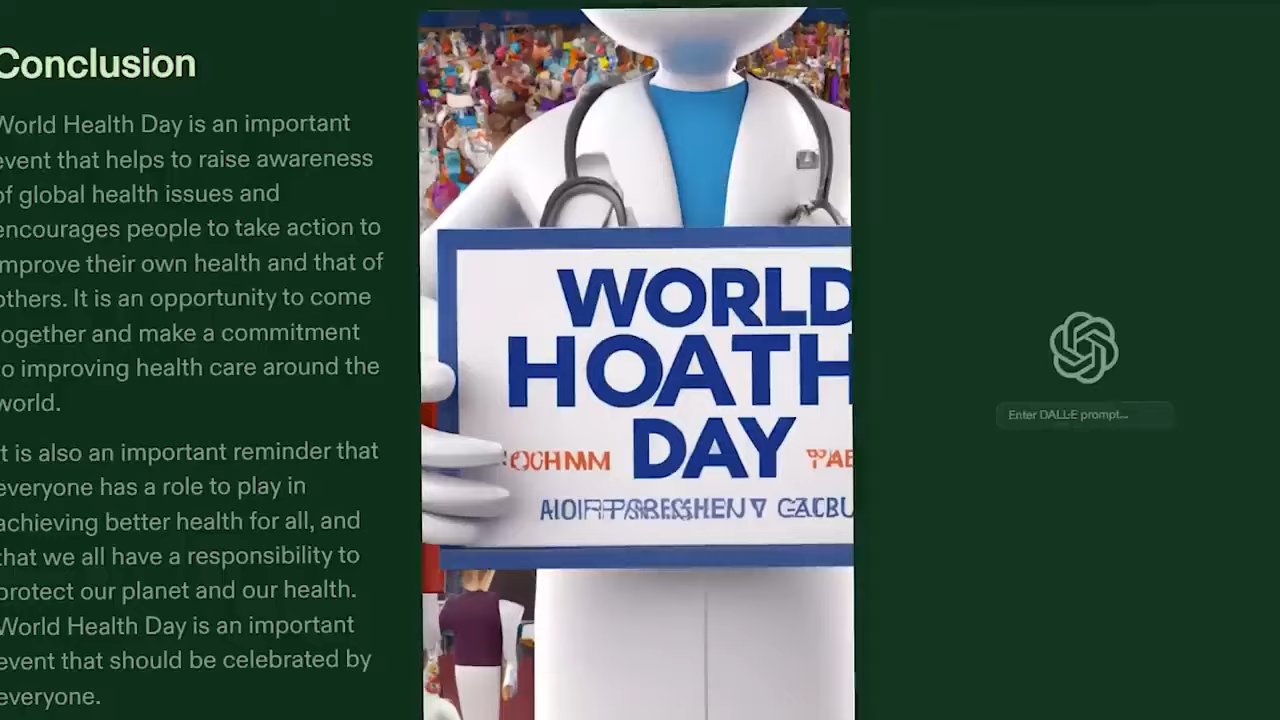 Conclusion
World Health Day is an important
event that helps to raise awareness
of global health issues and
encourages people to take action to
improve their own health and that of
others. It is an opportunity to come
together and make a commitment
to improving health care around the
world.
It is also an important reminder that
everyone has a role to play in
achieving better health for all, and
that we all have a responsibility to
protect our planet and our health.
World Health Day is an important
event that should be celebrated by
everyone.
WORLD
HOATH
DAY
Enter DALL·E prompt...